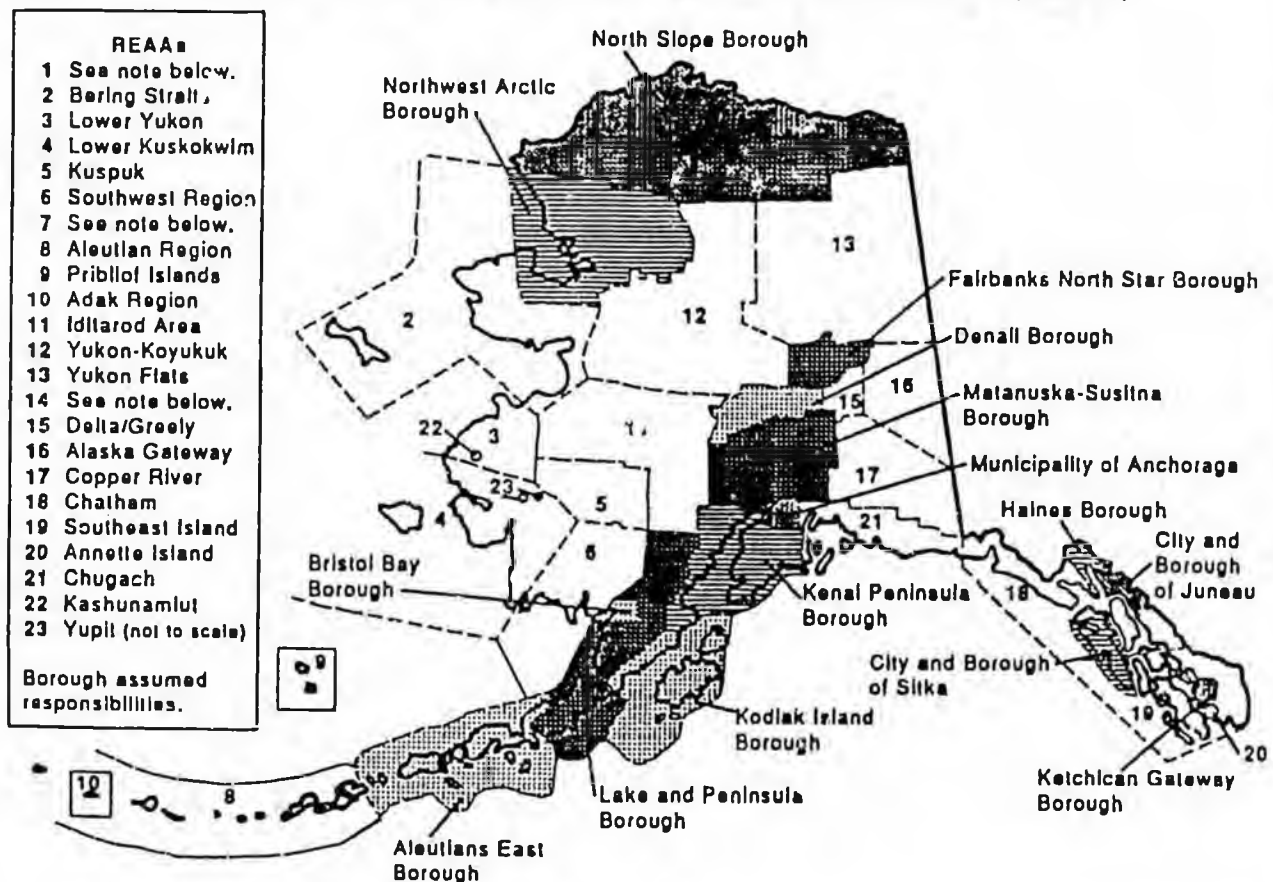 REAAs
1 See note below.
2 Bering Straits
3 Lower Yukon
4 Lower Kuskokwim
5 Kuspuk
6 Southwest Region
7 See note below.
8 Aleutian Region
9 Pribilof Islands
10 Adak Region
11 Iditarod Area
12 Yukon-Koyukuk
13 Yukon Flats
14 See note below.
15 Delta/Greely
16 Alaska Gateway
17 Copper River
18 Chatham
19 Southeast Island
20 Annette Island
21 Chugach
22 Kashunamiut
23 Yupiit (not to scale)
Borough assumed
responsibilities.
North Slope Borough
Northwest Arctic
Borough
13
Fairbanks North Star Borough
2
12
Denali Borough
16
15
Matanuska-Susitna
Borough
22
3
17
Municipality of Anchorage
23
5
4
21
Haines Borough
City and
Borough
of Juneau
6
Bristol Bay
Borough
18
Kenai Peninsula
Borough
9
City and Borough
of Sitka
Kodiak Island
Borough
19
20
10
8
Lake and Peninsula
Borough
Ketchican Gateway
Borough
Aleutians East
Borough